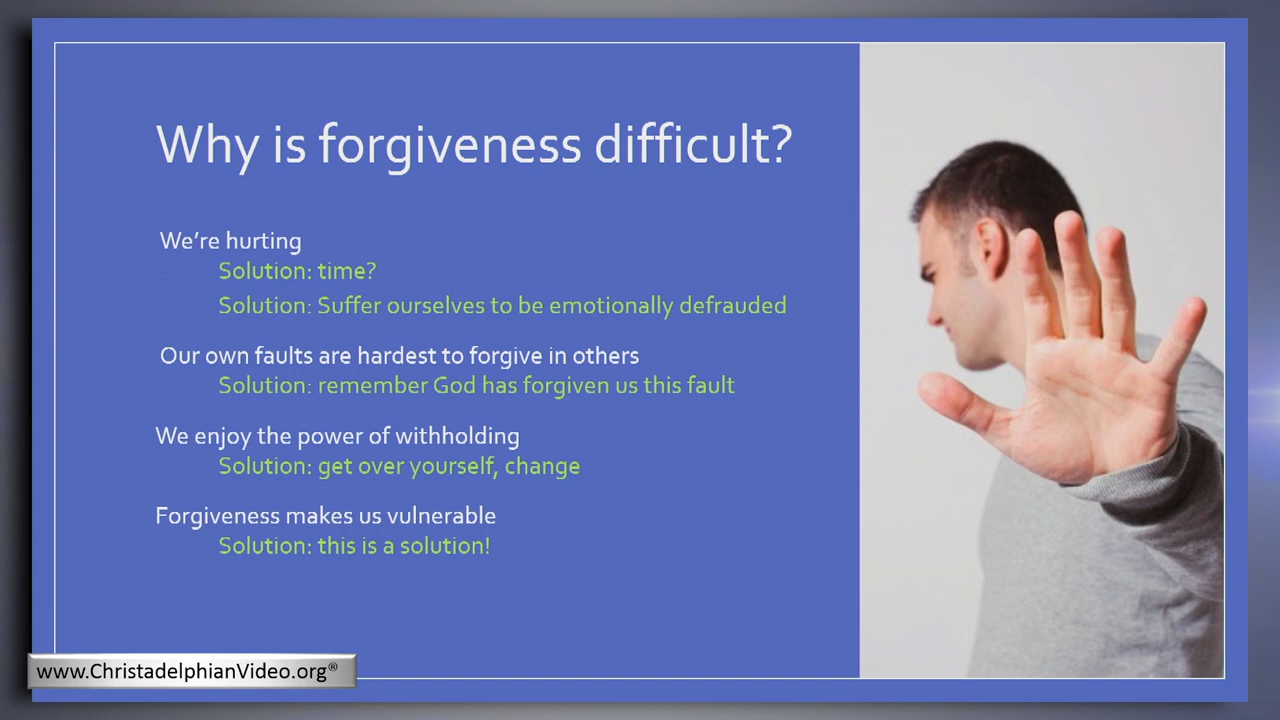 Why is forgiveness difficult?
We're hurting
Solution: time?
Solution: Suffer ourselves to be emotionally defrauded
Our own faults are hardest to forgive in others
Solution: remember God has forgiven us this fault
We enjoy the power of withholding
Solution: get over yourself, change
Forgiveness makes us vulnerable
Solution: this is a solution!
www.ChristadelphianVideo.org®